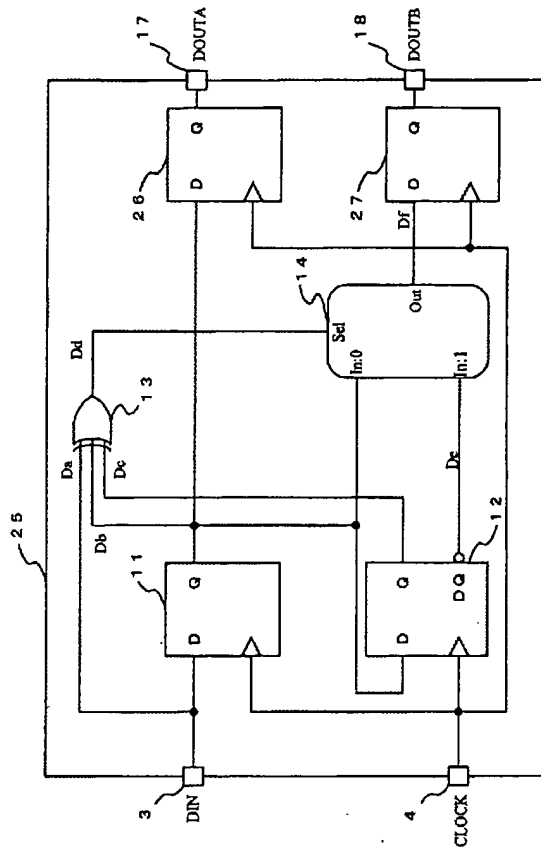 25
3
DIN
4
CLOCK
11
D
Q
12
D
Q
D Q
Da
Db
Dc
13
Dd
14
Sel
In:0
In:1
Out
De
Df
26
D
Q
17
DOUTA
27
D
Q
18
DOUTB